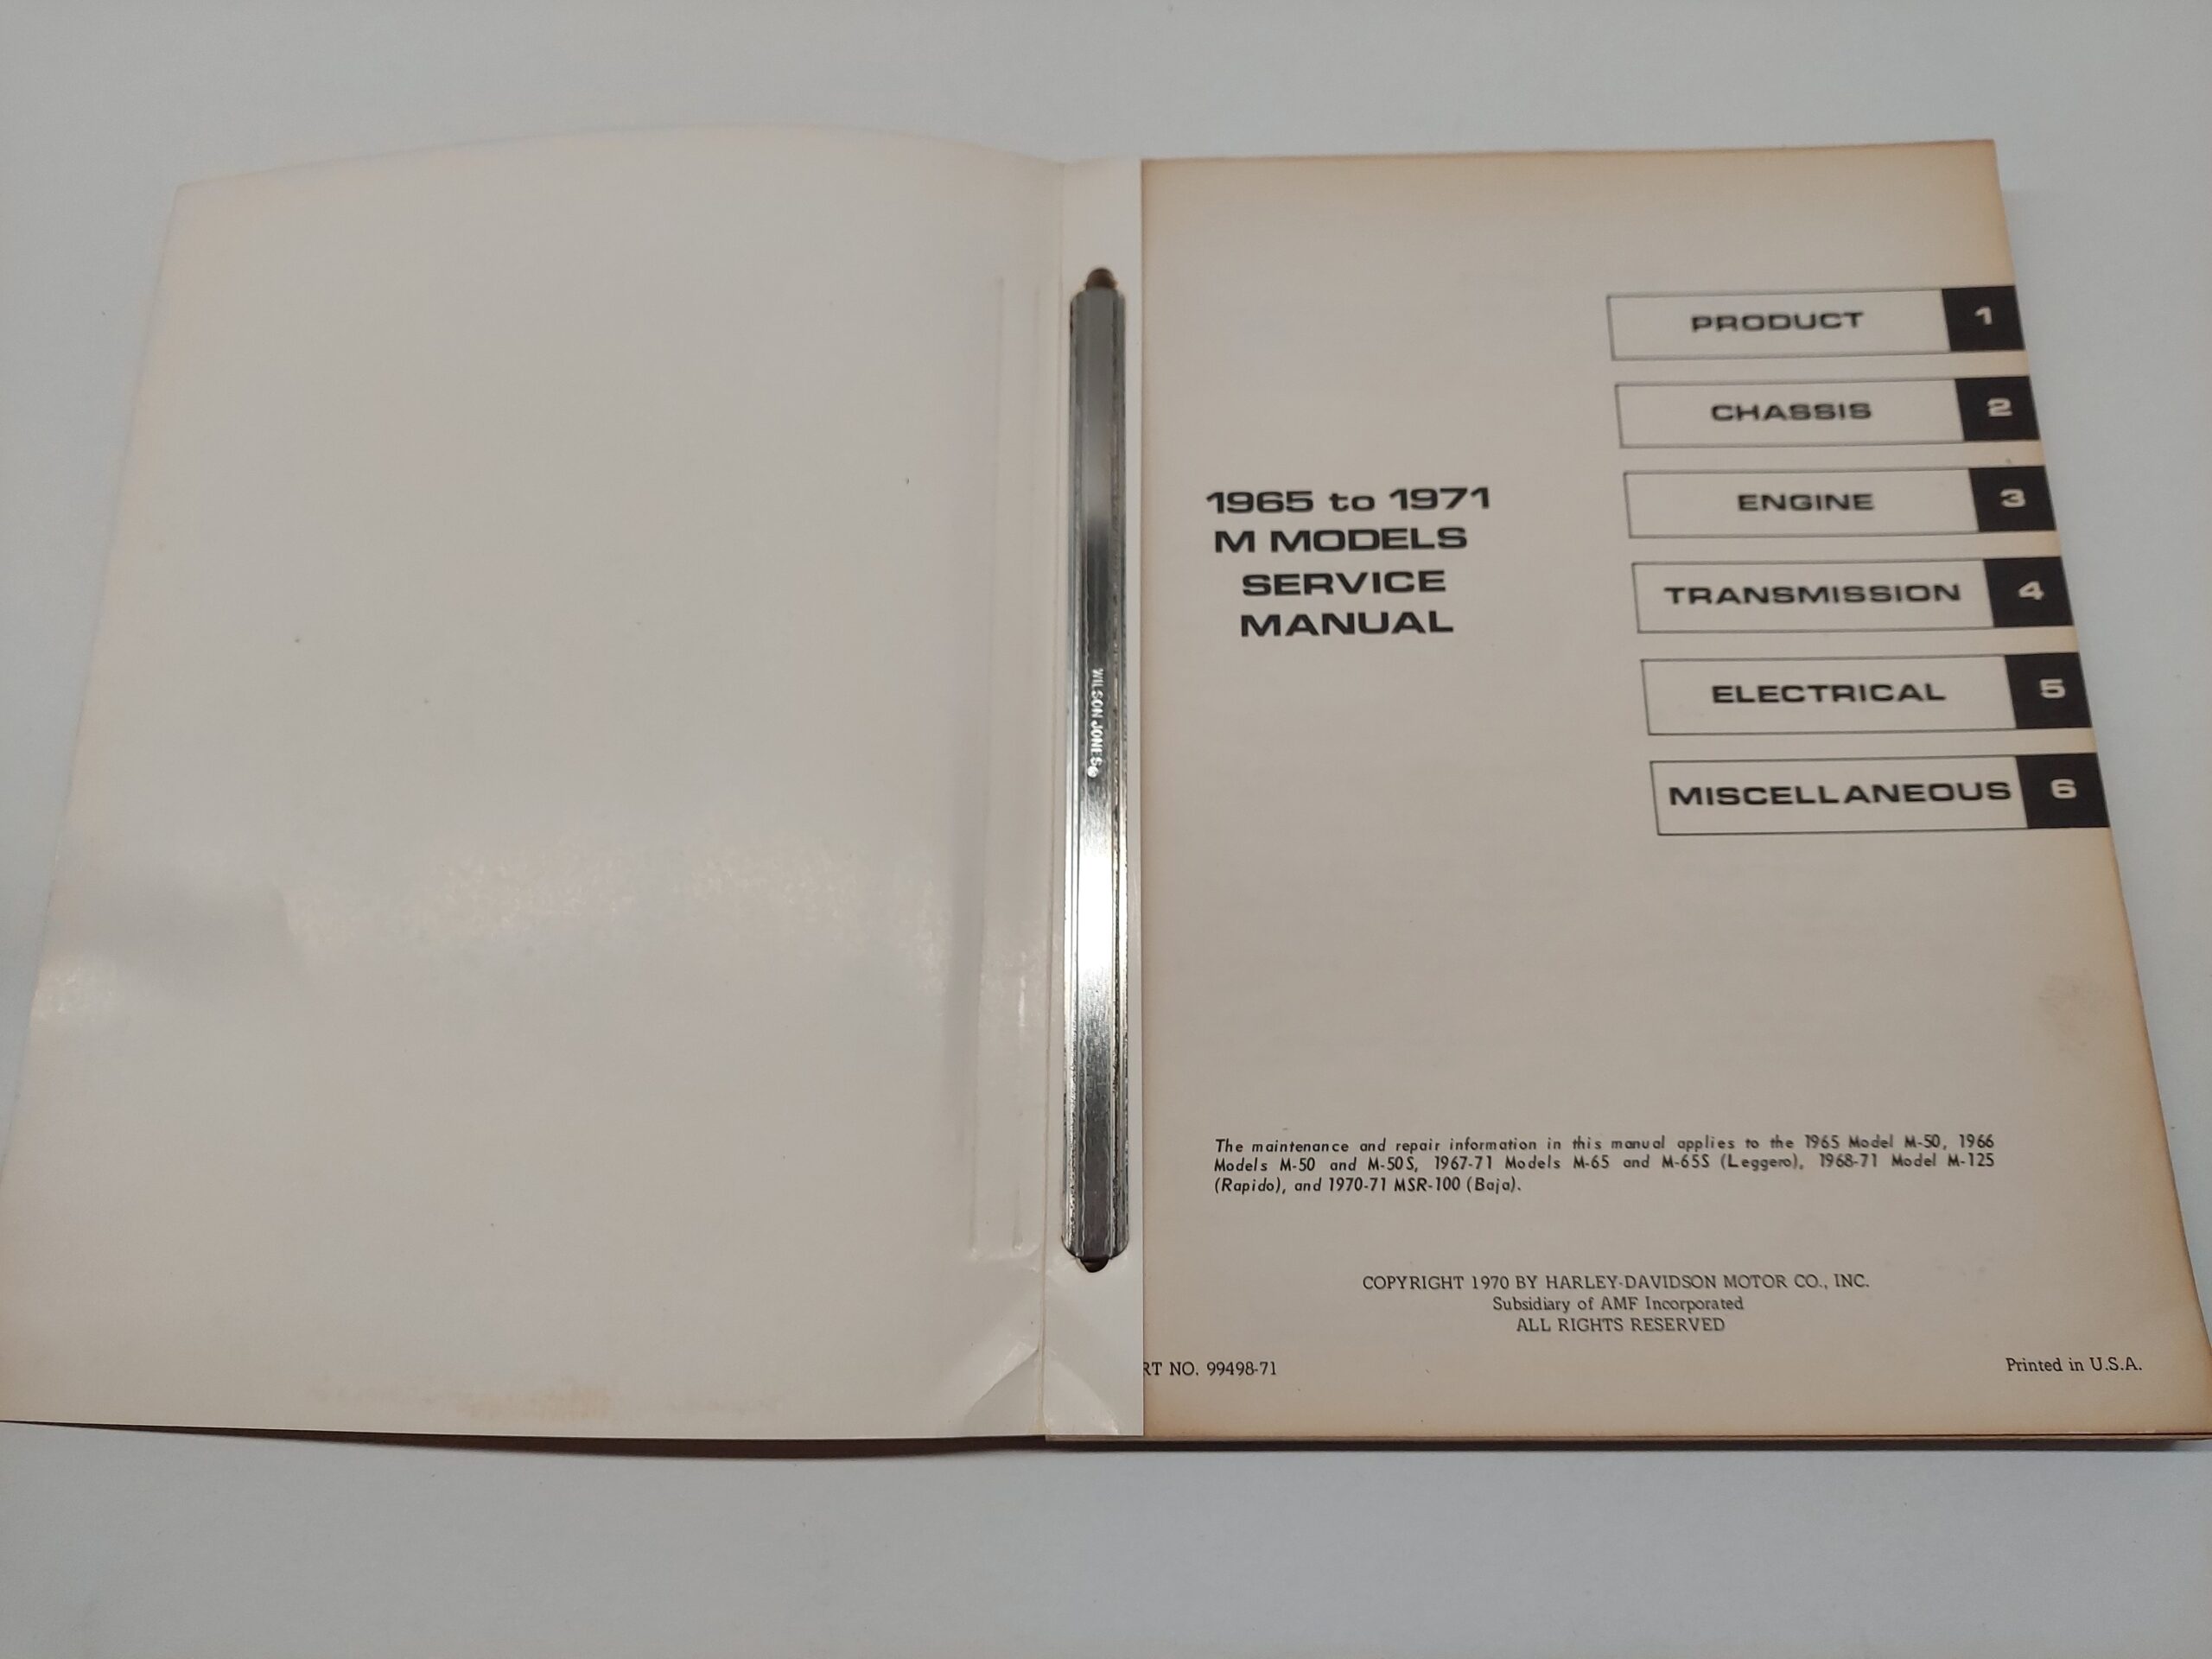 WILSON JONES
1965 to 1971
M MODELS
SERVICE
MANUAL
PRODUCT 1
CHASSIS 2
ENGINE 3
TRANSMISSION 4
ELECTRICAL 5
MISCELLANEOUS 6
The maintenance and repair information in this manual applies to the 1965 Model M-50, 1966
Models M-50 and M-50S, 1967-71 Models M-65 and M-65S (Leggero), 1968-71 Model M-125
(Rapido), and 1970-71 MSR-100 (Baja).
COPYRIGHT 1970 BY HARLEY-DAVIDSON MOTOR CO., INC.
Subsidiary of AMF Incorporated
ALL RIGHTS RESERVED
RT NO. 99498-71
Printed in U.S.A.